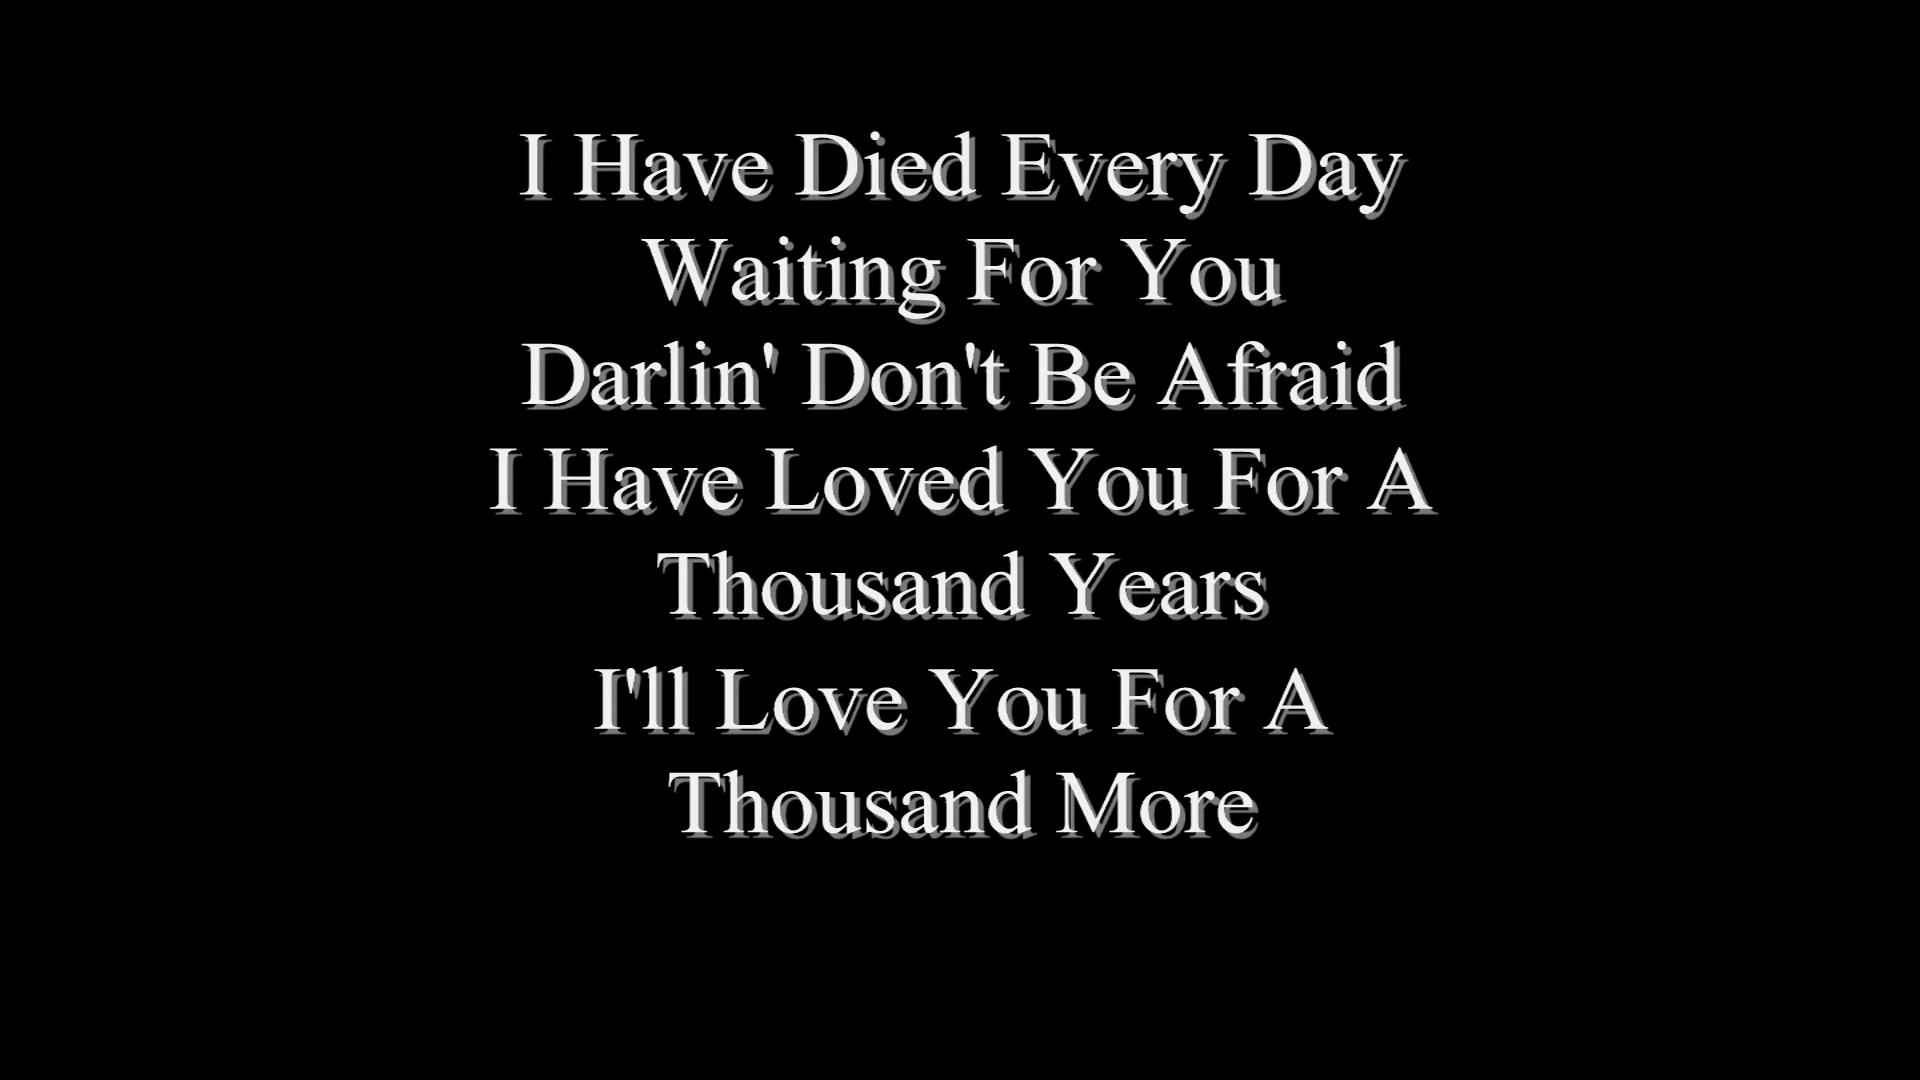 I Have Died Every Day
Waiting For You
Darlin' Don't Be Afraid
I Have Loved You For A
Thousand Years
I'll Love You For A
Thousand More